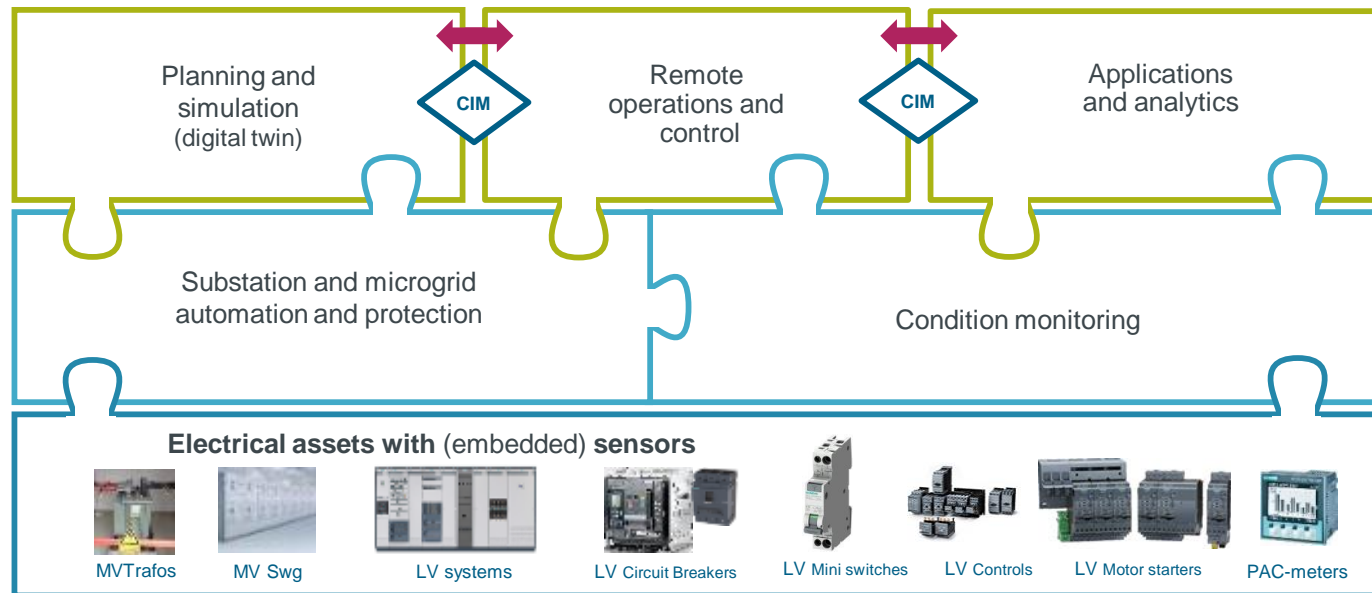 Planning and
simulation
(digital twin)
CIM
Remote
operations and
control
CIM
Applications
and analytics
Substation and microgrid
automation and protection
Condition monitoring
Electrical assets with (embedded) sensors
MVTrafos
MV Swg
LV systems
LV Circuit Breakers
LV Mini switches
LV Controls
LV Motor starters
PAC-meters